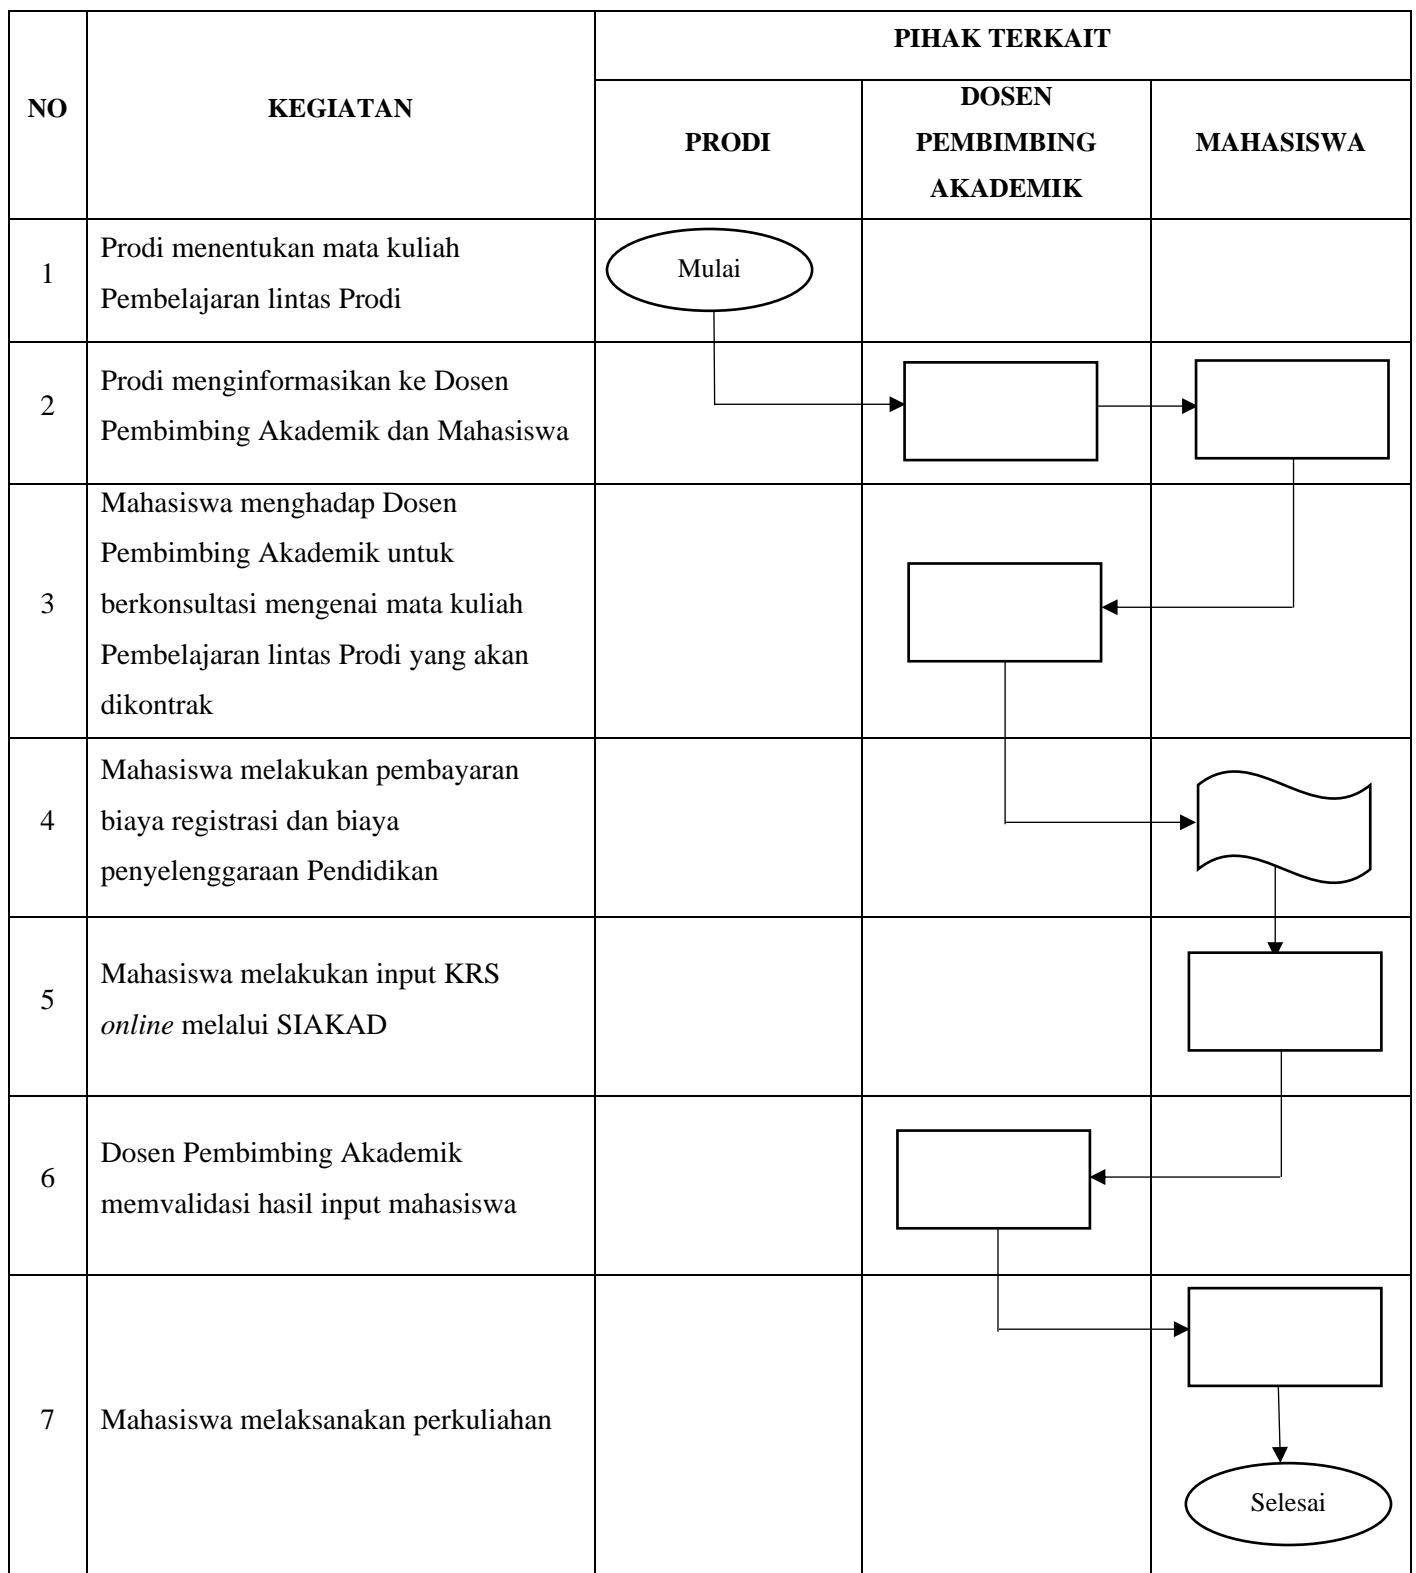 NO
KEGIATAN
PIHAK TERKAIT
PRODI
DOSEN
PEMBIMBING
AKADEMIK
MAHASISWA
1
Prodi menentukan mata kuliah
Pembelajaran lintas Prodi
Mulai
2
Prodi menginformasikan ke Dosen
Pembimbing Akademik dan Mahasiswa
3
Mahasiswa menghadap Dosen
Pembimbing Akademik untuk
berkonsultasi mengenai mata kuliah
Pembelajaran lintas Prodi yang akan
dikontrak
4
Mahasiswa melakukan pembayaran
biaya registrasi dan biaya
penyelenggaraan Pendidikan
5
Mahasiswa melakukan input KRS
online melalui SIAKAD
6
Dosen Pembimbing Akademik
memvalidasi hasil input mahasiswa
7
Mahasiswa melaksanakan perkuliahan
Selesai